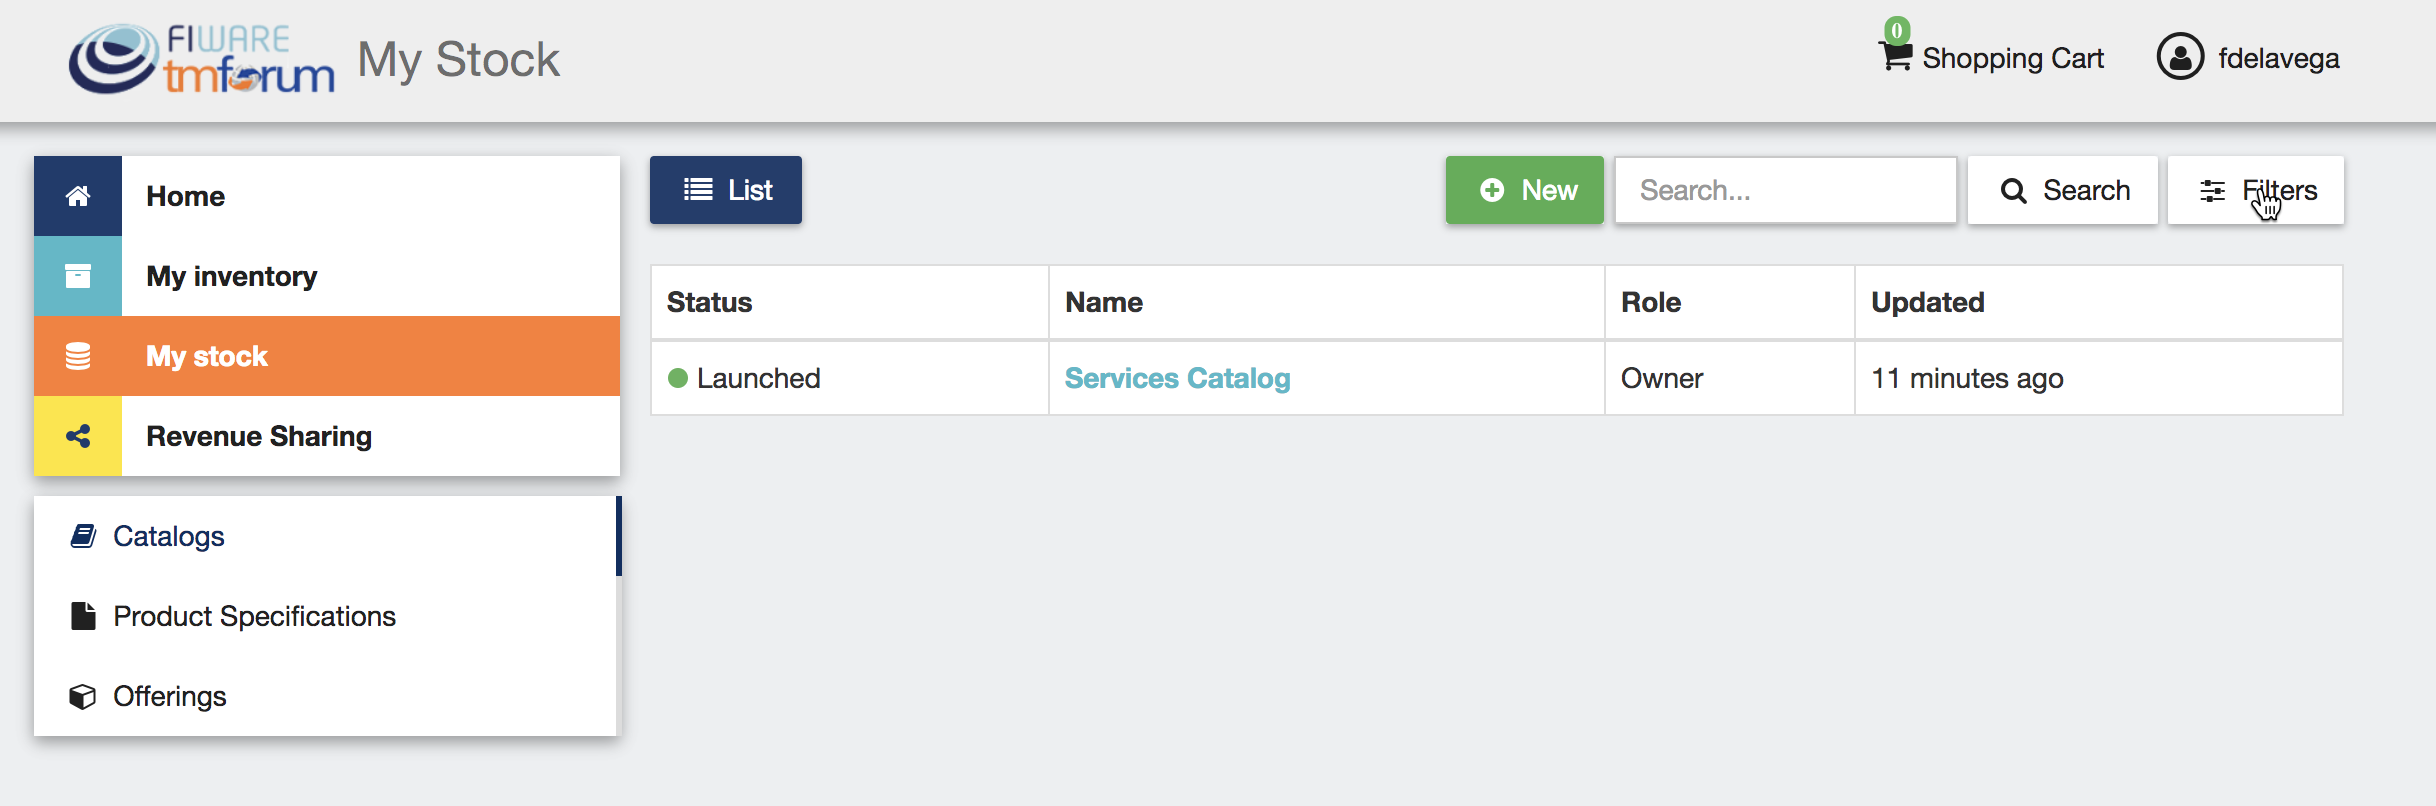 FIWARE
tmforum
My Stock
0
Shopping Cart
fdelavega
Home
My inventory
My stock
Revenue Sharing
Catalogs
Product Specifications
Offerings
List
New
Search...
Search
Filters
Status Name Role Updated
Launched Services Catalog Owner 11 minutes ago